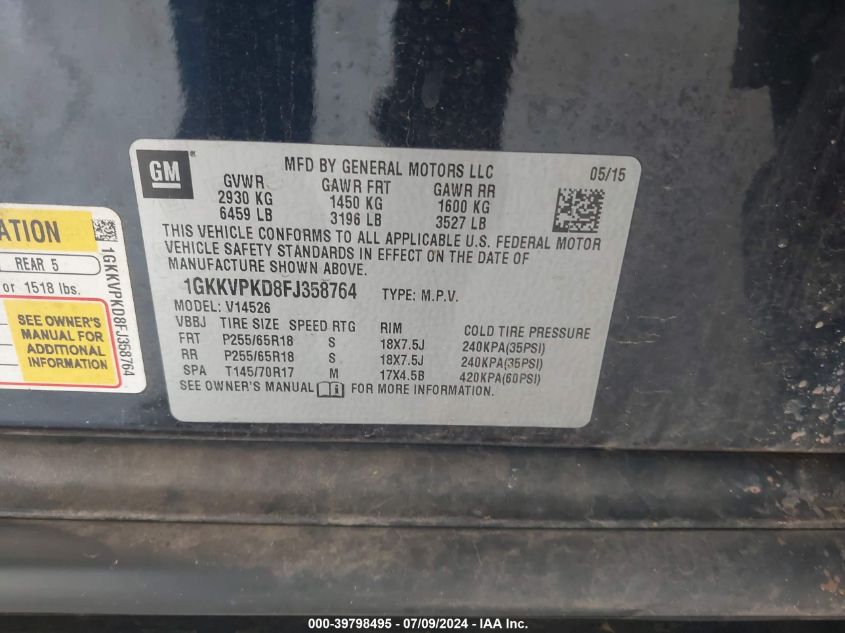 GM
MFD BY GENERAL MOTORS LLC 05/15
GVWR GAWR FRT GAWR RR
2930 KG 1450 KG 1600 KG
6459 LB 3196 LB 3527 LB
THIS VEHICLE CONFORMS TO ALL APPLICABLE U.S. FEDERAL MOTOR
VEHICLE SAFETY STANDARDS IN EFFECT ON THE DATE OF
MANUFACTURE SHOWN ABOVE.
1GKKVPKD8FJ358764 TYPE: M.P.V.
MODEL: V14526
VBBJ TIRE SIZE SPEED RTG RIM COLD TIRE PRESSURE
FRT P255/65R18 S 18X7.5J 240KPA(35PSI)
RR P255/65R18 S 18X7.5J 240KPA(35PSI)
SPA T145/70R17 M 17X4.5B 420KPA(60PSI)
SEE OWNER'S MANUAL FOR MORE INFORMATION.
ATION
REAR 5
or 1518 lbs.
SEE OWNER'S
MANUAL FOR
ADDITIONAL
INFORMATION
1GKKVPKD8FJ358764
000-39798495 - 07/09/2024 - IAA Inc.